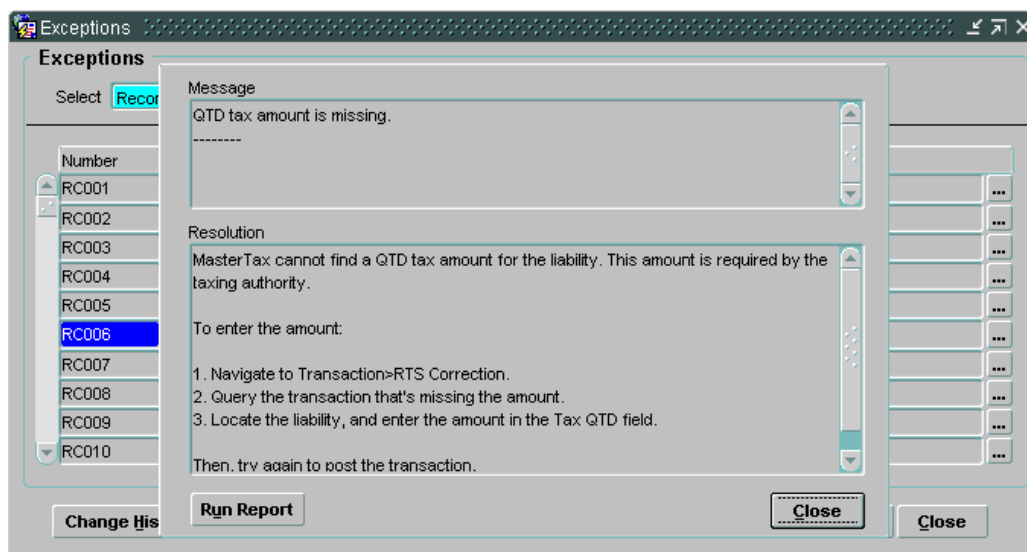 Exceptions
Exceptions
Select Recor
Message
QTD tax amount is missing.
--------
Number
RC001
...
RC002
...
RC003
...
RC004
...
RC005
...
RC006
...
RC007
...
RC008
...
RC009
...
RC010
...
Resolution
MasterTax cannot find a QTD tax amount for the liability. This amount is required by the
taxing authority.
To enter the amount:
1. Navigate to Transaction>RTS Correction.
2. Query the transaction that's missing the amount.
3. Locate the liability, and enter the amount in the Tax QTD field.
Then, try again to post the transaction.
Run Report
Close
Change His
Close